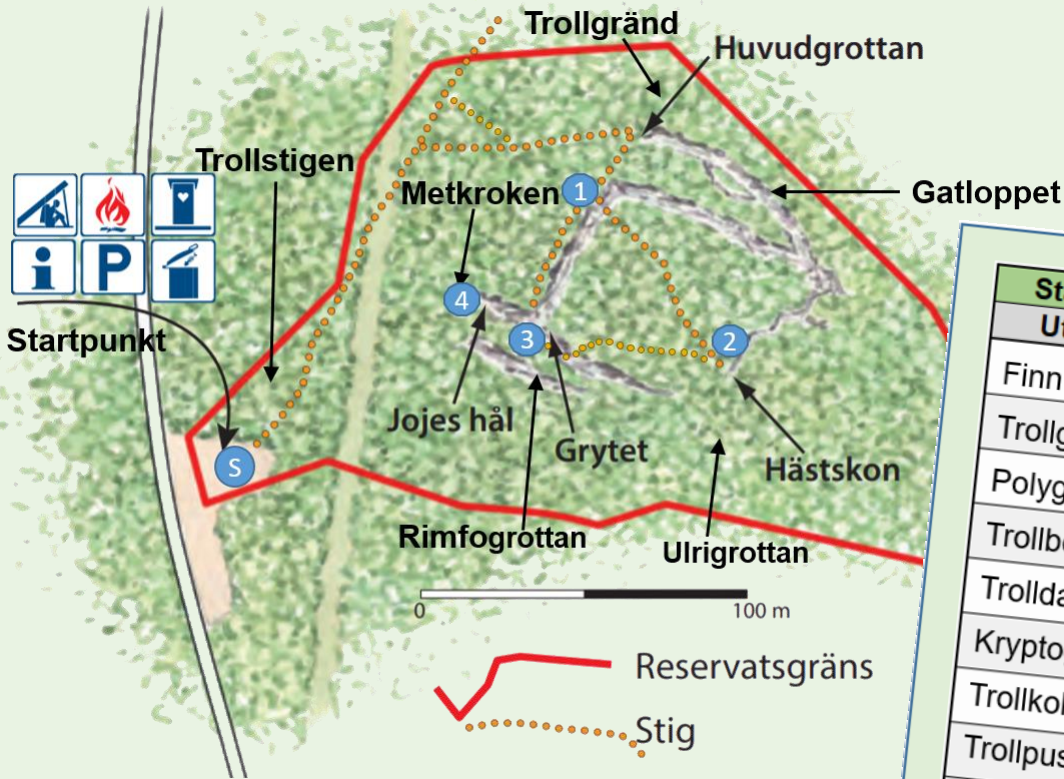 Trollgränd
Huvudgrottan
Trollstigen
Metkroken
1
Gatloppet
P
4
Startpunkt
3
2
Jojes hål
Grytet
Hästskon
S
Rimfogrottan
Ulrigrottan
0
100 m
Reservatsgräns
Stig
Finn